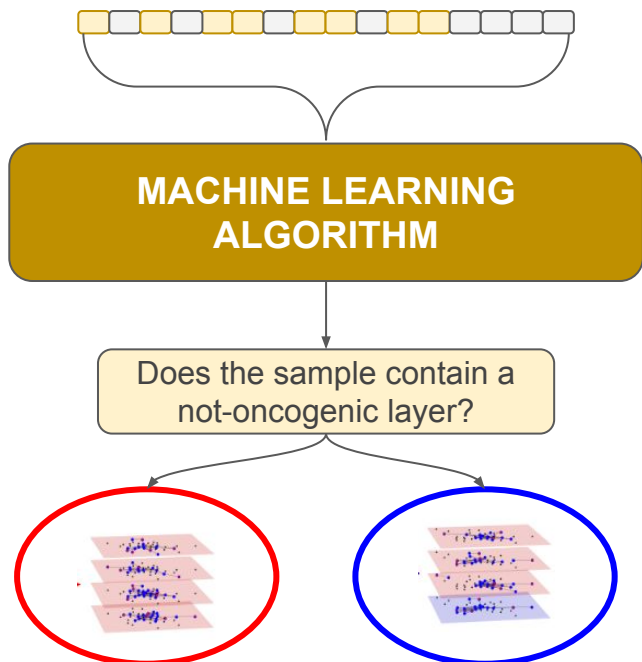 MACHINE LEARNING
ALGORITHM
Does the sample contain a
not-oncogenic layer?